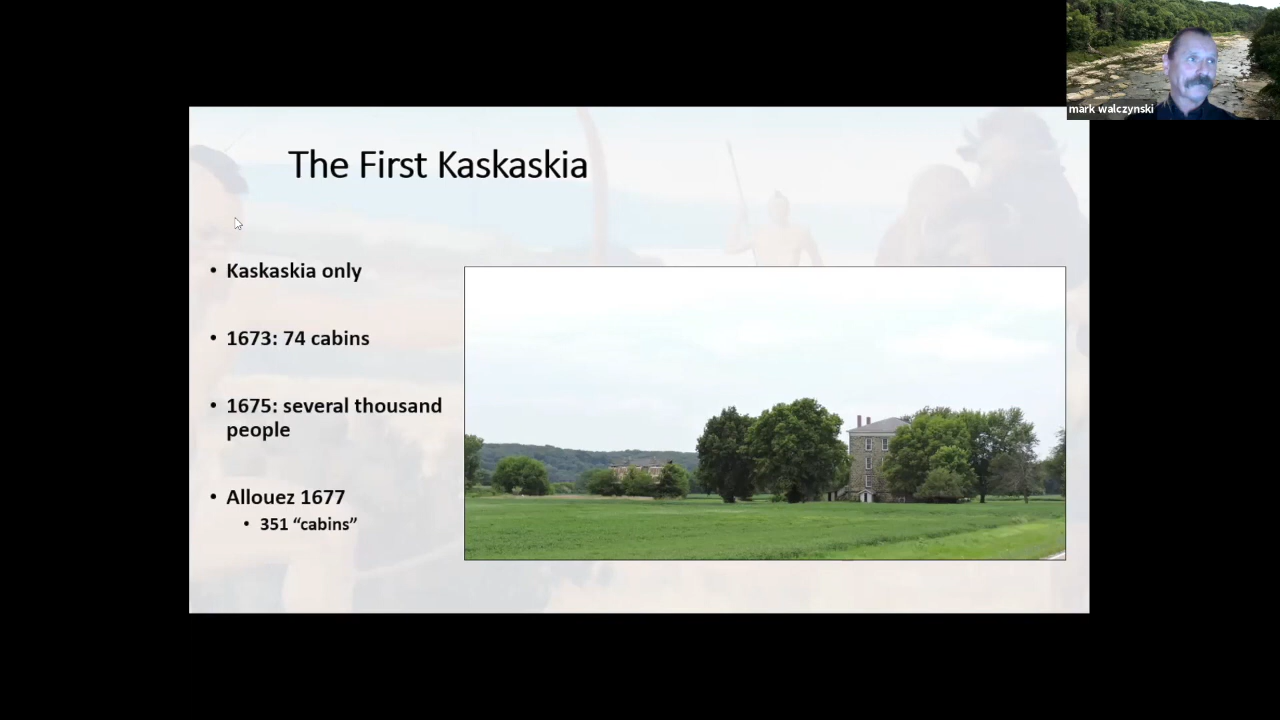 mark walczynski
The First Kaskaskia
• Kaskaskia only
• 1673: 74 cabins
• 1675: several thousand
people
• Allouez 1677
• 351 “cabins”